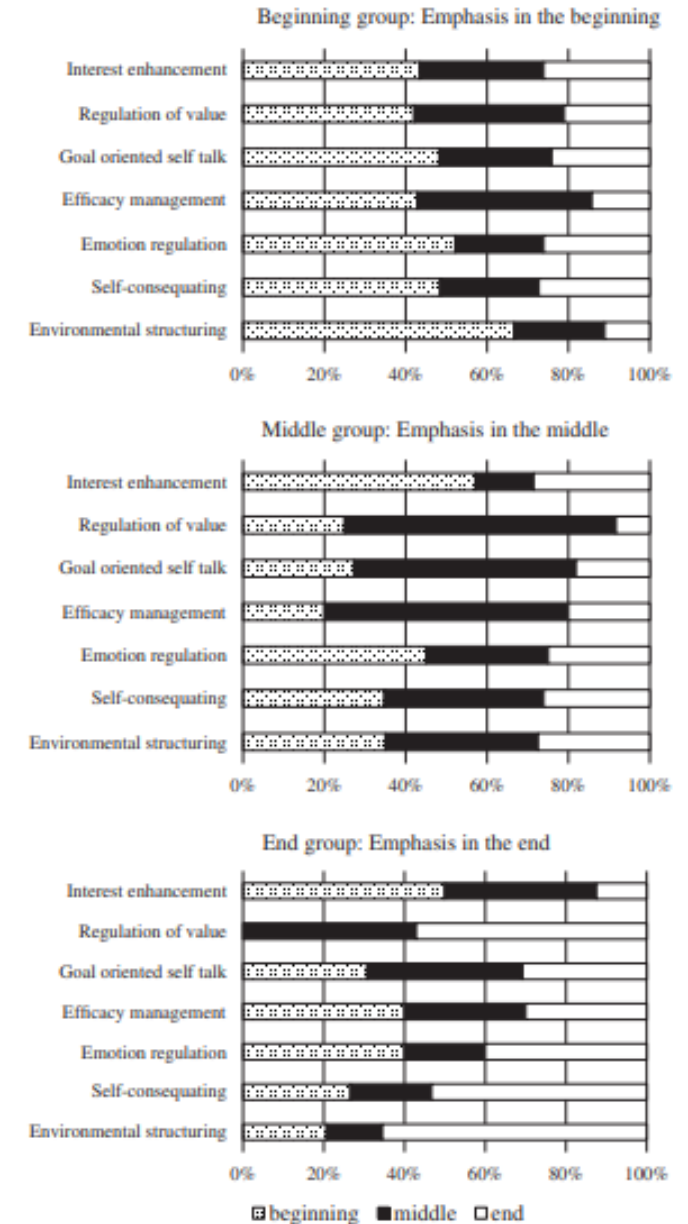 Beginning group: Emphasis in the beginning
Interest enhancement
Regulation of value
Goal oriented self talk
Efficacy management
Emotion regulation
Self-consequating
Environmental structuring
0% 20% 40% 60% 80% 100%
Middle group: Emphasis in the middle
Interest enhancement
Regulation of value
Goal oriented self talk
Efficacy management
Emotion regulation
Self-consequating
Environmental structuring
0% 20% 40% 60% 80% 100%
End group: Emphasis in the end
Interest enhancement
Regulation of value
Goal oriented self talk
Efficacy management
Emotion regulation
Self-consequating
Environmental structuring
0% 20% 40% 60% 80% 100%
beginning middle end